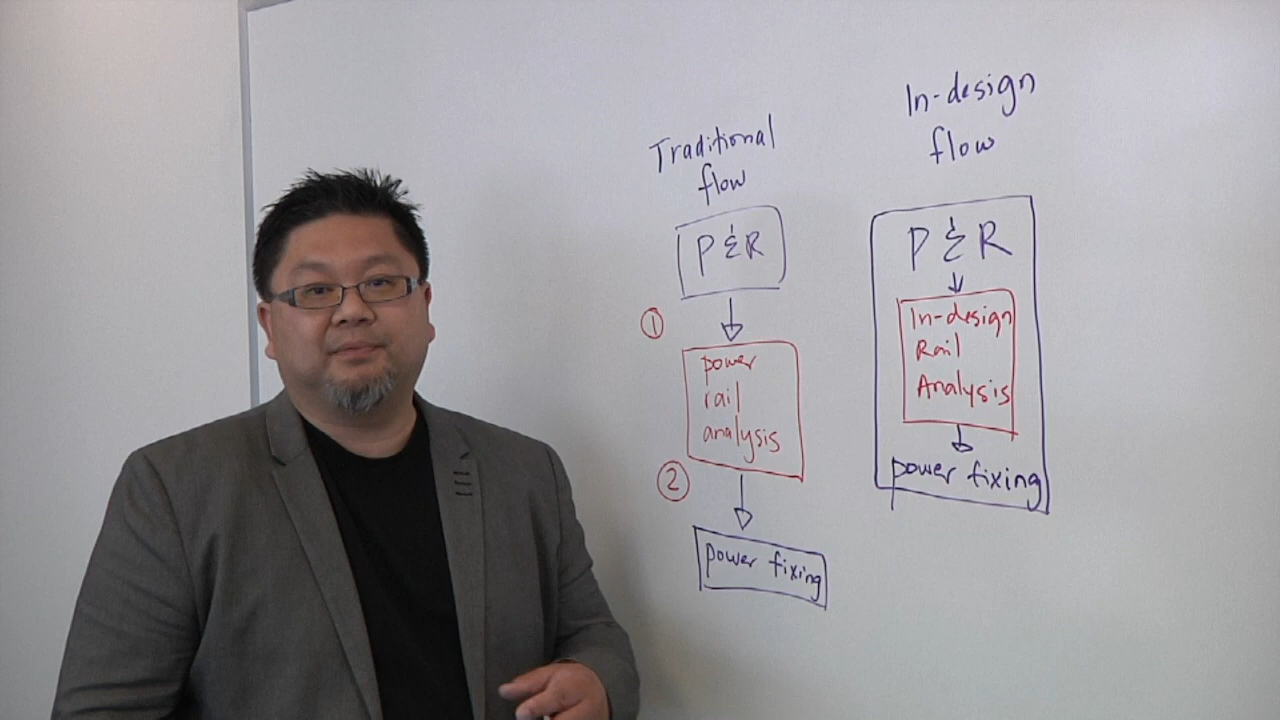 Traditional
flow
P & R
①
power
rail
analysis
②
power fixing
In-design
flow
P & R
In-design
Rail
Analysis
power fixing